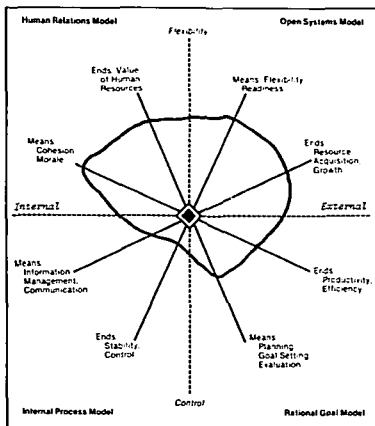 Human Relations Model
Open Systems Model
Flexibility
Ends. Value
of Human
Resources
Means. Flexibility
Readiness
Means:
Cohesion
Morale
Ends
Resource
Acquisition,
Growth
Internal
External
Means
Information
Management,
Communication
Ends
Productivity,
Efficiency
Ends
Stability,
Control
Means
Planning
Goal Setting
Evaluation
Control
Internal Process Model
Rational Goal Model